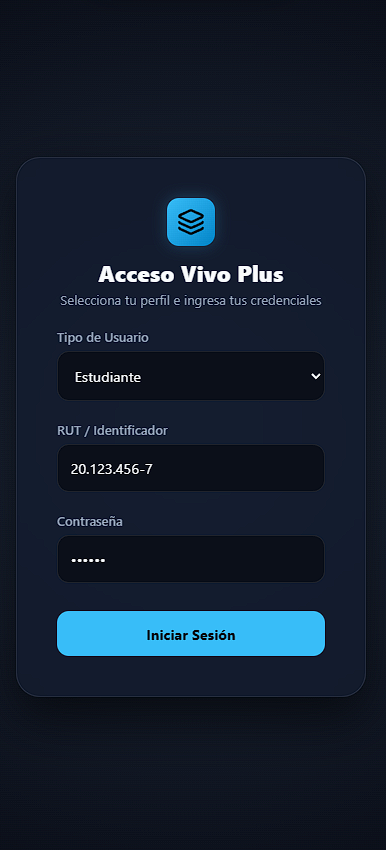 Acceso Vivo Plus
Selecciona tu perfil e ingresa tus credenciales
Tipo de Usuario
Estudiante
RUT / Identificador
20.123.456-7
Contraseña
••••••
Iniciar Sesión